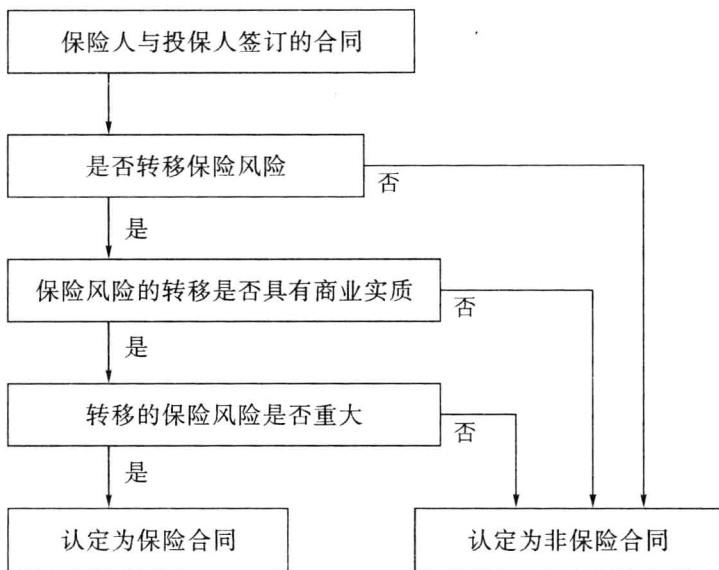 保险人与投保人签订的合同
是否转移保险风险
否
是
保险风险的转移是否具有商业实质
否
是
转移的保险风险是否重大
否
是
认定为保险合同
认定为非保险合同